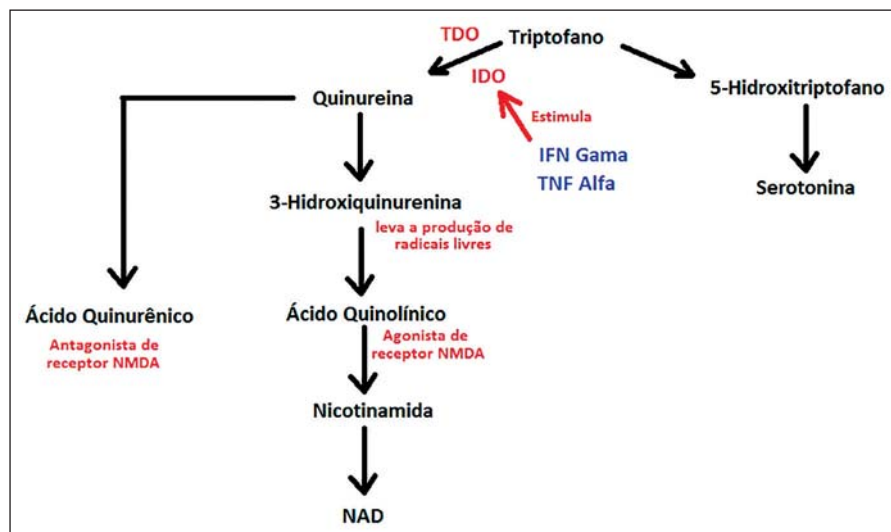 TDO
Triptofano
IDO
5-Hidroxitriptofano
Quinureina
Estimula
IFN Gama
TNF Alfa
Serotonina
3-Hidroxiquinurenina
leva a produção de
radicais livres
Ácido Quinurênico
Antagonista de
receptor NMDA
Ácido Quinolínico
Agonista de
receptor NMDA
Nicotinamida
NAD